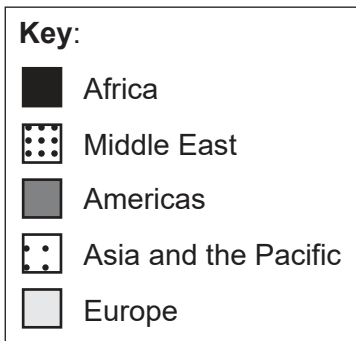 Key:
Africa
Middle East
Americas
Asia and the Pacific
Europe